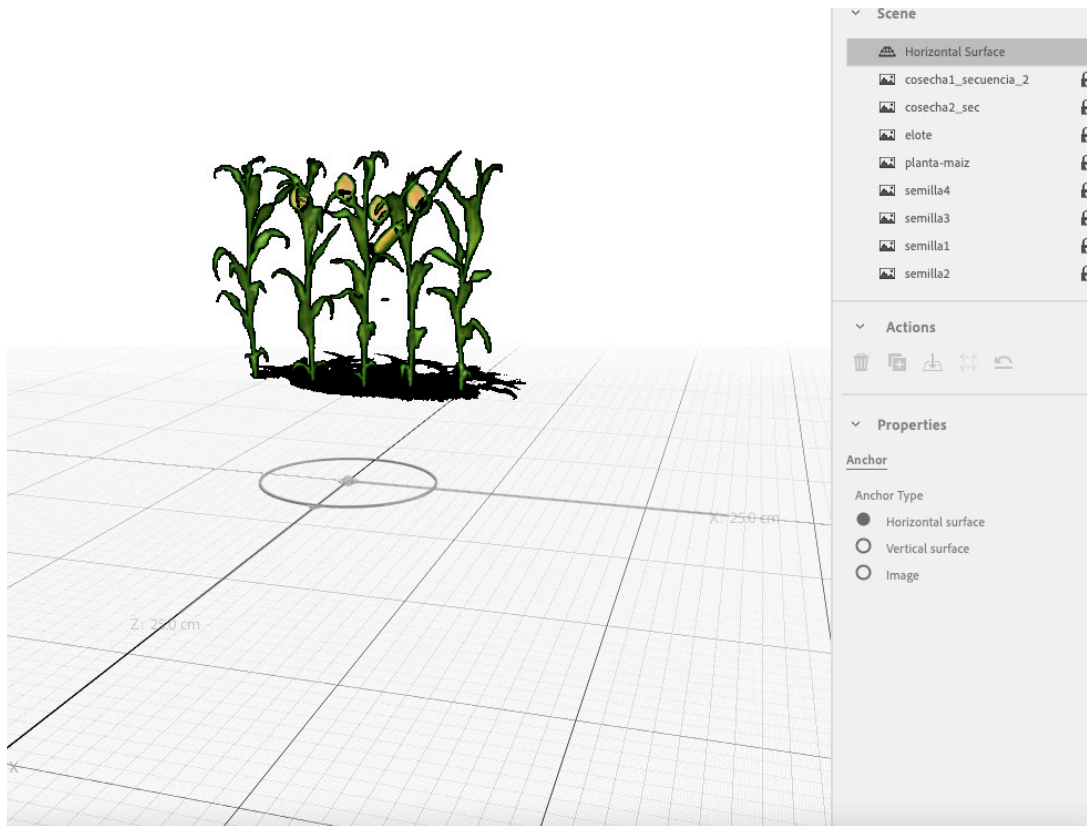 Scene
Horizontal Surface
cosecha1_secuencia_2
cosecha2_sec
elote
planta-maiz
semilla4
semilla3
semilla1
semilla2
Actions
Properties
Anchor
Anchor Type
Horizontal surface
Vertical surface
Image
X: 25.0 cm
Z: 25.0 cm
X